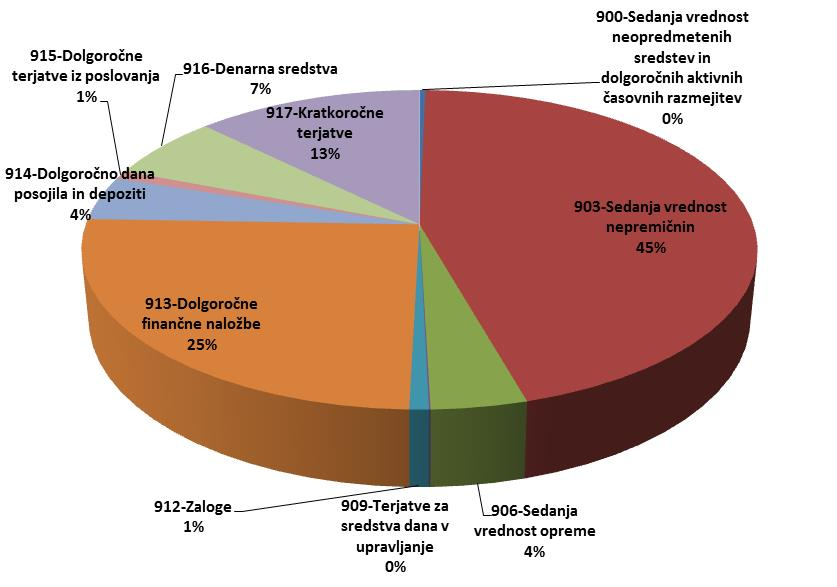 900-Sedanja vrednost
neopredmetenih
sredstev in
dolgoročnih aktivnih
časovnih razmejitev
0%
915-Dolgoročne
terjatve iz poslovanja
1%
916-Denarna sredstva
7%
917-Kratkoročne
terjatve
13%
914-Dolgoročno dana
posojila in depoziti
4%
903-Sedanja vrednost
nepremičnin
45%
913-Dolgoročne
finančne naložbe
25%
912-Zaloge
1%
909-Terjatve za
sredstva dana v
upravljanje
0%
906-Sedanja
vrednost opreme
4%